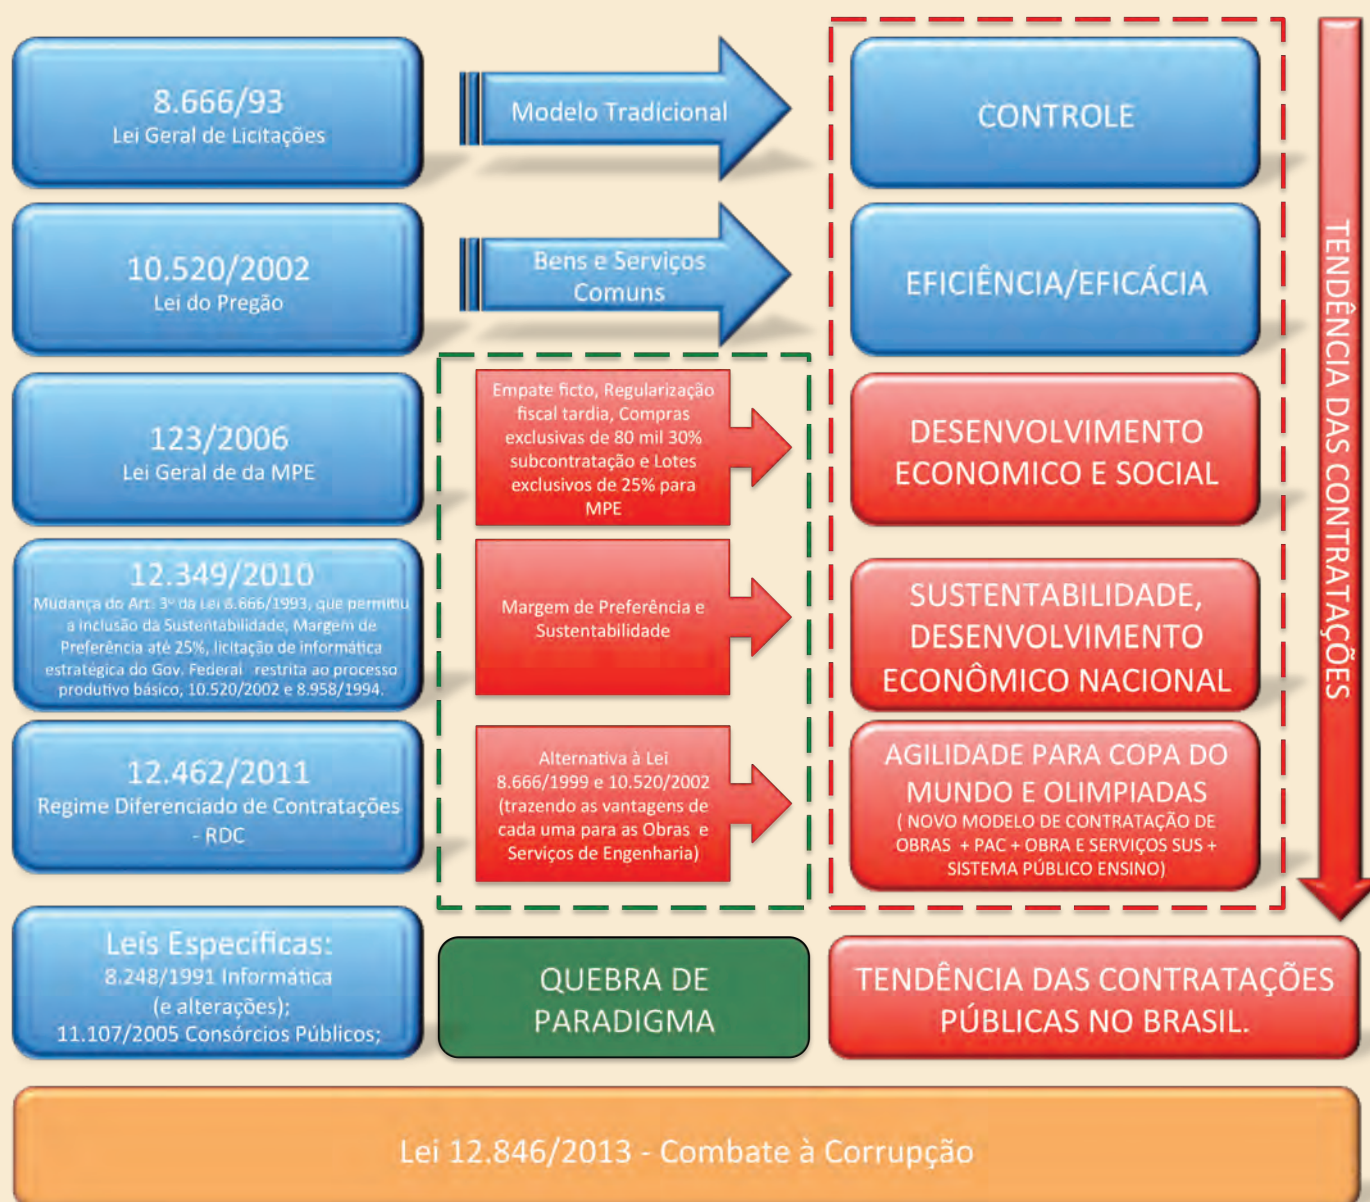 8.666/93
Lei Geral de Licitações
Modelo Tradicional
CONTROLE
10.520/2002
Lei do Pregão
Bens e Serviços
Comuns
EFICIÊNCIA/EFICÁCIA
123/2006
Lei Geral de da MPE
Empate ficto, Regularização
fiscal tardia, Compras
exclusivas de 80 mil 30%
subcontratação e Lotes
exclusivos de 25% para
MPE
DESENVOLVIMENTO
ECONOMICO E SOCIAL
12.349/2010
Mudança do Art. 3º da Lei 8.666/1993, que permitiu
a inclusão da Sustentabilidade, Margem de
Preferência até 25%, licitação de informática
estratégica do Gov. Federal restrita ao processo
produtivo básico, 10.520/2002 e 8.958/1994.
Margem de Preferência e
Sustentabilidade
SUSTENTABILIDADE,
DESENVOLVIMENTO
ECONÔMICO NACIONAL
12.462/2011
Regime Diferenciado de Contratações
- RDC
Alternativa à Lei
8.666/1999 e 10.520/2002
(trazendo as vantagens de
cada uma para as Obras e
Serviços de Engenharia)
AGILIDADE PARA COPA DO
MUNDO E OLIMPIADAS
( NOVO MODELO DE CONTRATAÇÃO DE
OBRAS + PAC + OBRA E SERVIÇOS SUS +
SISTEMA PÚBLICO ENSINO)
TENDÊNCIA DAS CONTRATAÇÕES
Leis Específicas:
8.248/1991 Informática
(e alterações);
11.107/2005 Consórcios Públicos;
QUEBRA DE
PARADIGMA
TENDÊNCIA DAS CONTRATAÇÕES
PÚBLICAS NO BRASIL.
Lei 12.846/2013 - Combate à Corrupção